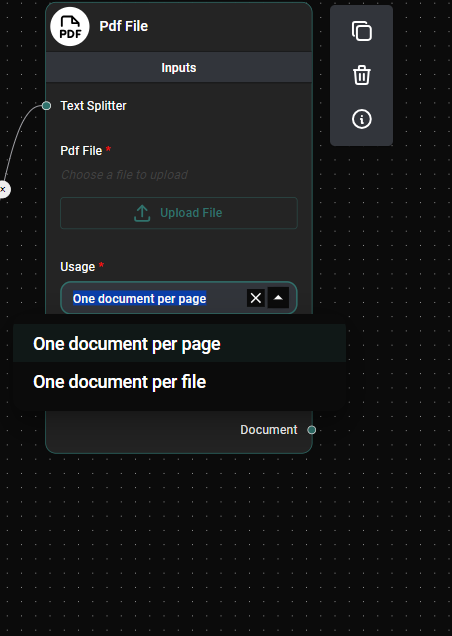 PDF
Pdf File
Inputs
Text Splitter
Pdf File *
Choose a file to upload
Upload File
Usage *
One document per page
One document per page
One document per file
Document